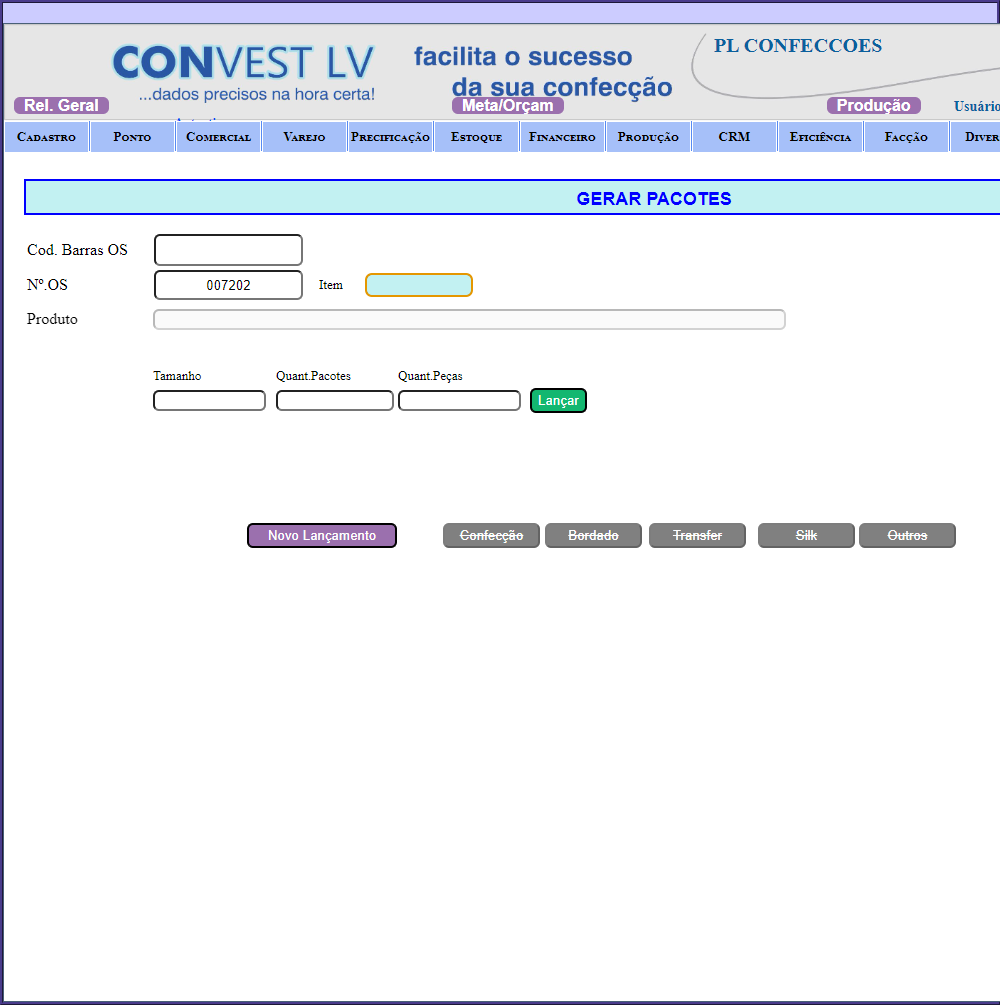 CONVEST LV
...dados precisos na hora certa!
facilita o sucesso
da sua confecção
PL CONFECCOES
Rel. Geral
Meta/Orçam
Produção
Usuário
CADASTRO PONTO COMERCIAL VAREJO PRECIFICAÇÃO ESTOQUE FINANCEIRO PRODUÇÃO CRM EFICIÊNCIA FACÇÃO DIVER
GERAR PACOTES
Cod. Barras OS
Nº.OS 007202 Item
Produto
Tamanho Quant.Pacotes Quant.Peças
Lançar
Novo Lançamento Confecção Bordado Transfer Silk Outros